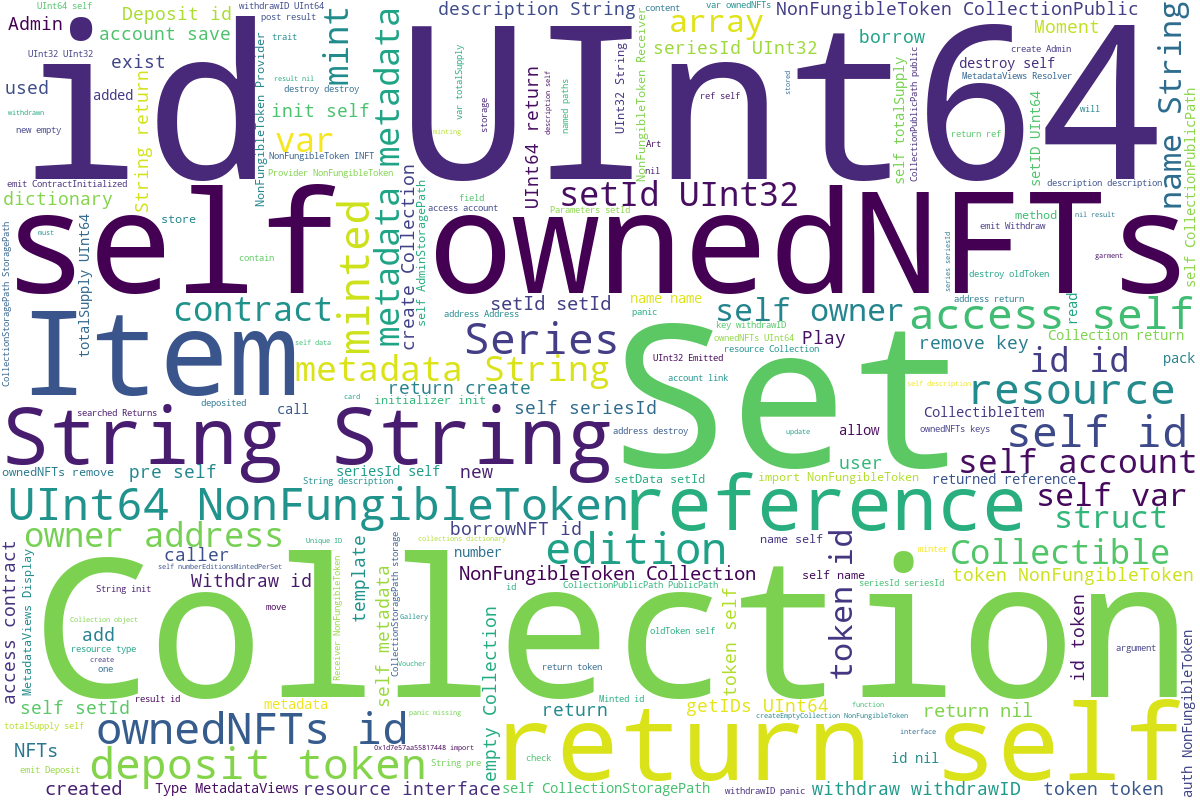 UInt64 self
withdrawID UInt64
description String
content
var ownedNFTs
NonFungibleToken CollectionPublic
Admin
Deposit id
post result
array
Moment
account save
mint
seriesId UInt32
borrow
create Admin
id UInt64
exist
trait
destroy self
used
added
result nil
destroy destroy
MetadataViews Resolver
withdrawn
new empty
String return
NonFungibleToken Provider
init self
var
metadata metadata
var totalSupply
storage
minting
UInt64 return
description self
named paths
UInt32 String
NonFungibleToken Receiver
ref self
stored
self totalSupply
CollectionPublicPath public
return ref
setID UInt64
will
name String
UInt32 UInt32
NonFungibleToken INFT
Provider NonFungibleToken
Art
nil
emit ContractInitialized
dictionary
description description
self CollectionPublicPath
self ownedNFTs
setId UInt32
store
must
contain
field
access account
Parameters setId
method
nil result
emit Withdraw
series seriesId
garment
destroy oldToken
CollectionStoragePath StoragePath
totalSupply UInt64
minted
create Collection
self AdminStoragePath
contract
setId setId
name name
panic
self owner
address return
access self
read
Item
address Address
Series
key withdrawID
ownedNFTs UInt64
resource Collection
Play
remove key
Collection return
self data
metadata String
UInt32 Emitted
id id
pack
return create
account link
self description
resource
deposited
card
initializer init
Set
searched Returns
call
self seriesId
CollectibleItem
String String
address destroy
update
allow
ownedNFTs keys
self id
ownedNFTs remove
pre self
seriesId self
new
user
self account
String description
setData setId
import NonFungibleToken
returned reference
UInt64 NonFungibleToken
reference
self var
owner address
borrowNFT id
struct
Unique ID
template
collections dictionary
number
edition
name self
token id
minter
Collectible
caller
self numberEditionsMintedPerSet
CollectionStoragePath storage
access contract
MetadataViews Display
String init
Withdraw id
NonFungibleToken Collection
id
CollectionPublicPath PublicPath
self name
seriesId seriesId
token NonFungibleToken
Collection
move
Receiver NonFungibleToken
self metadata
Gallery
Voucher
Collection object
add
resource type
create
one
oldToken self
token self
return token
id token
argument
auth NonFungibleToken
empty Collection
self setId
result id
metadata
Minted id
return
getIDs UInt64
function
return nil
totalSupply self
ownedNFTs id
panic missing
createEmptyCollection NonFungibleToken
interface
return self
NFTs
0x1d7e57aa55817448 import
check
id nil
emit Deposit
deposit token
String pre
created
Type MetadataViews
resource interface
self CollectionStoragePath
withdrawID panic
withdraw withdrawID
token token